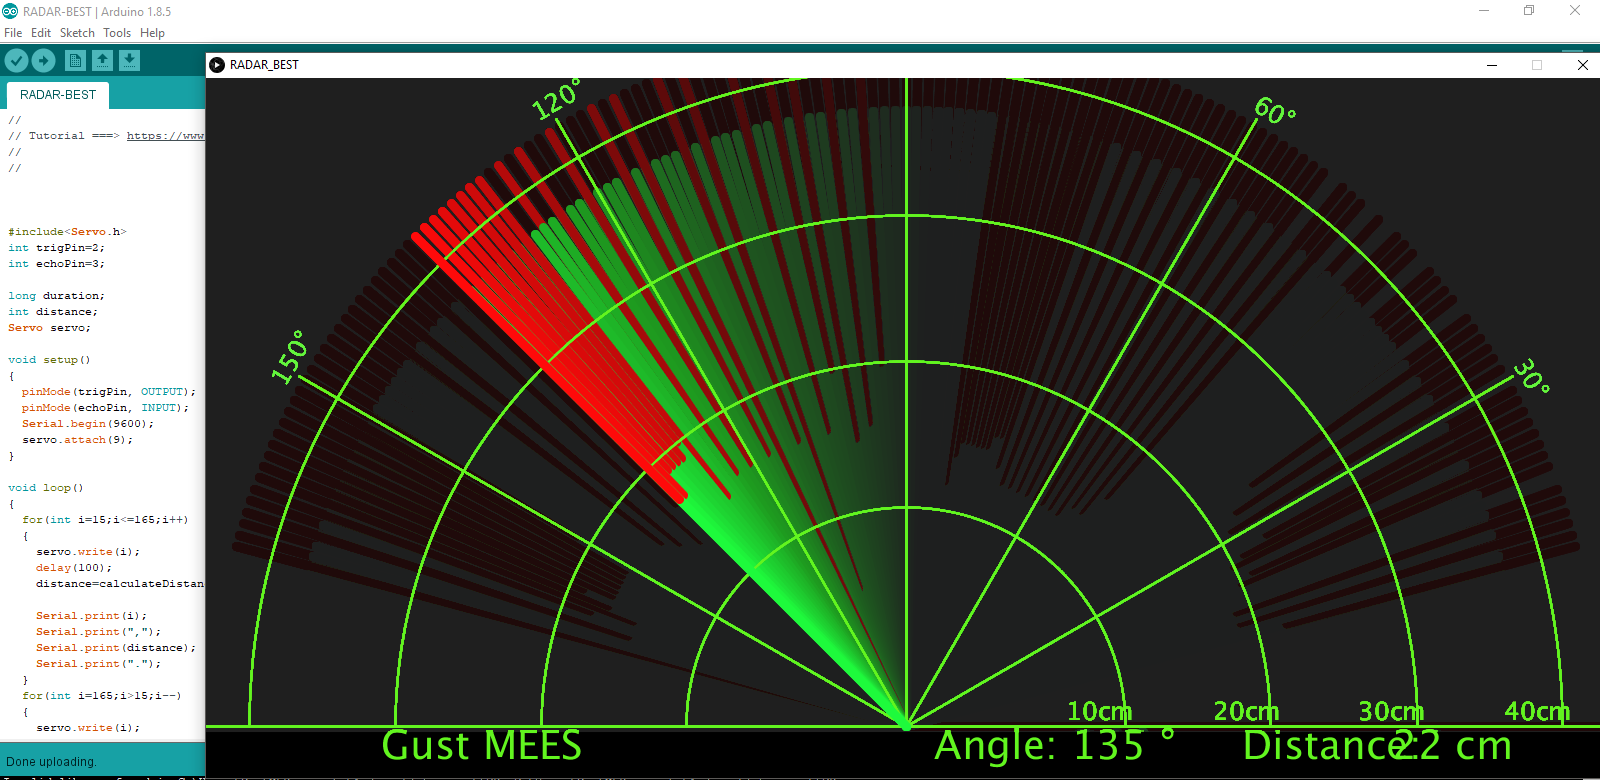 RADAR-BEST | Arduino 1.8.5
File Edit Sketch Tools Help
RADAR_BEST
RADAR-BEST
//
// Tutorial ===> https://www
//
//
#include<Servo.h>
int trigPin=2;
int echoPin=3;
long duration;
int distance;
Servo servo;
void setup()
{
pinMode(trigPin, OUTPUT);
pinMode(echoPin, INPUT);
Serial.begin(9600);
servo.attach(9);
}
void loop()
{
for(int i=15;i<=165;i++)
{
servo.write(i);
delay(100);
distance=calculateDistan
Serial.print(i);
Serial.print(",");
Serial.print(distance);
Serial.print(".");
}
for(int i=165;i>15;i--)
{
servo.write(i);
Done uploading.
150°
120°
60°
30°
10cm 20cm 30cm 40cm
Gust MEES Angle: 135 ° Distance: 22 cm